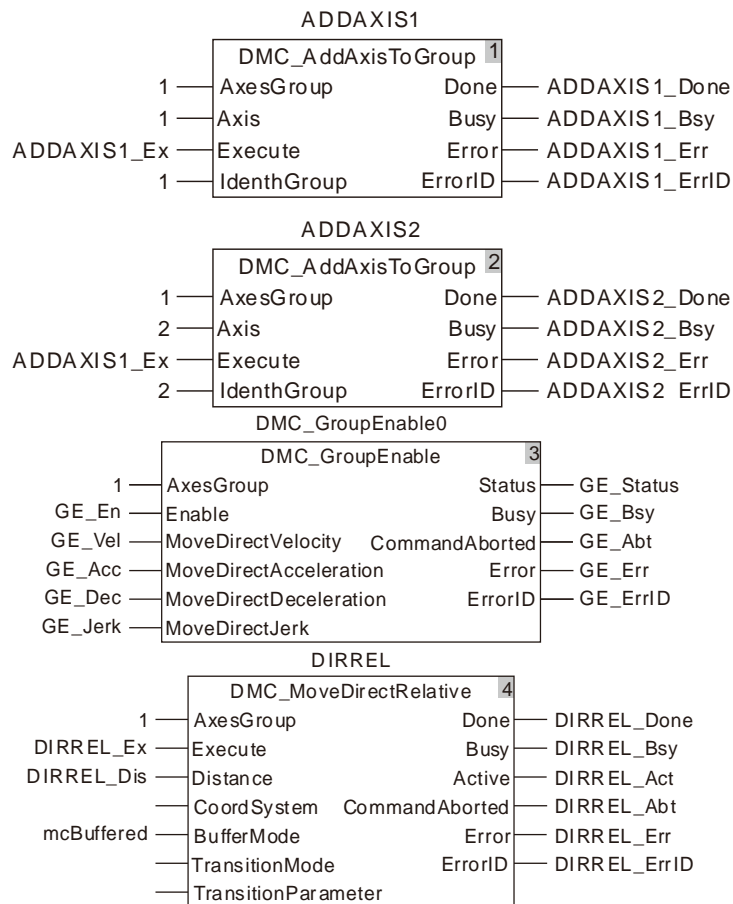 ADDAXIS1
DMC_AddAxisToGroup 1
1 AxesGroup Done ADDAXIS1_Done
1 Axis Busy ADDAXIS1_Bsy
ADDAXIS1_Ex Execute Error ADDAXIS1_Err
1 IdenthGroup ErrorID ADDAXIS1_ErrID
ADDAXIS2
DMC_AddAxisToGroup 2
1 AxesGroup Done ADDAXIS2_Done
2 Axis Busy ADDAXIS2_Bsy
ADDAXIS1_Ex Execute Error ADDAXIS2_Err
2 IdenthGroup ErrorID ADDAXIS2 ErrID
DMC_GroupEnable0
DMC_GroupEnable 3
1 AxesGroup Status GE_Status
GE_En Enable Busy GE_Bsy
GE_Vel MoveDirectVelocity CommandAborted GE_Abt
GE_Acc MoveDirectAcceleration Error GE_Err
GE_Dec MoveDirectDeceleration ErrorID GE_ErrID
GE_Jerk MoveDirectJerk
DIRREL
DMC_MoveDirectRelative 4
1 AxesGroup Done DIRREL_Done
DIRREL_Ex Execute Busy DIRREL_Bsy
DIRREL_Dis Distance Active DIRREL_Act
CoordSystem CommandAborted DIRREL_Abt
mcBuffered BufferMode Error DIRREL_Err
TransitionMode ErrorID DIRREL_ErrID
TransitionParameter